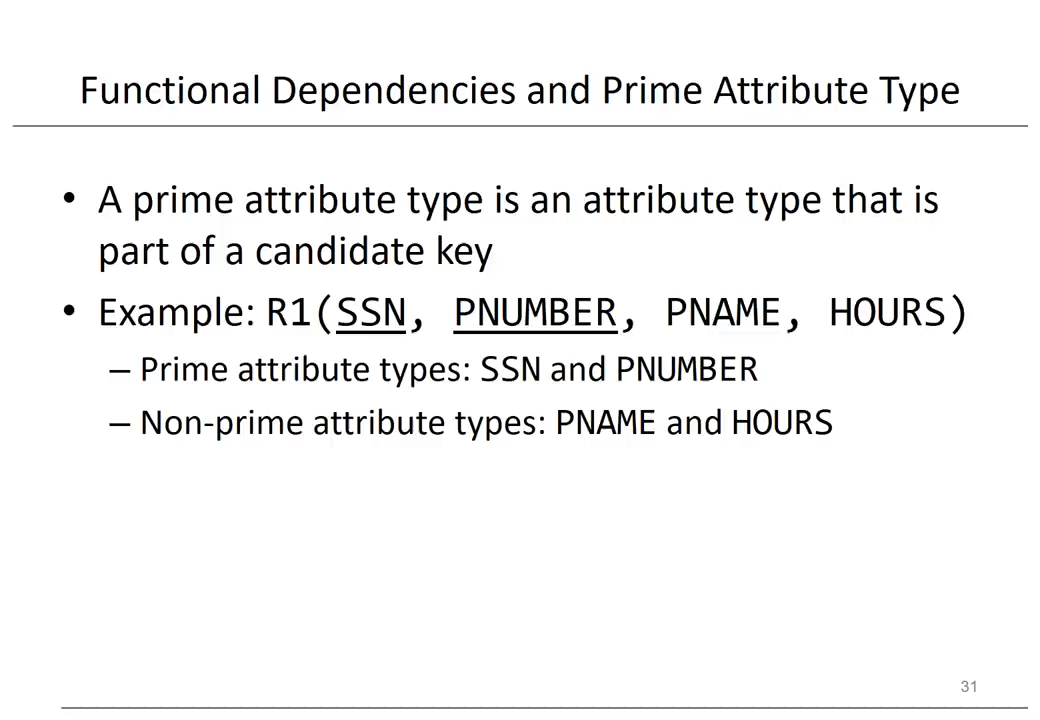 Functional Dependencies and Prime Attribute Type
• A prime attribute type is an attribute type that is
part of a candidate key
• Example: R1(SSN, PNUMBER, PNAME, HOURS)
– Prime attribute types: SSN and PNUMBER
– Non-prime attribute types: PNAME and HOURS
31